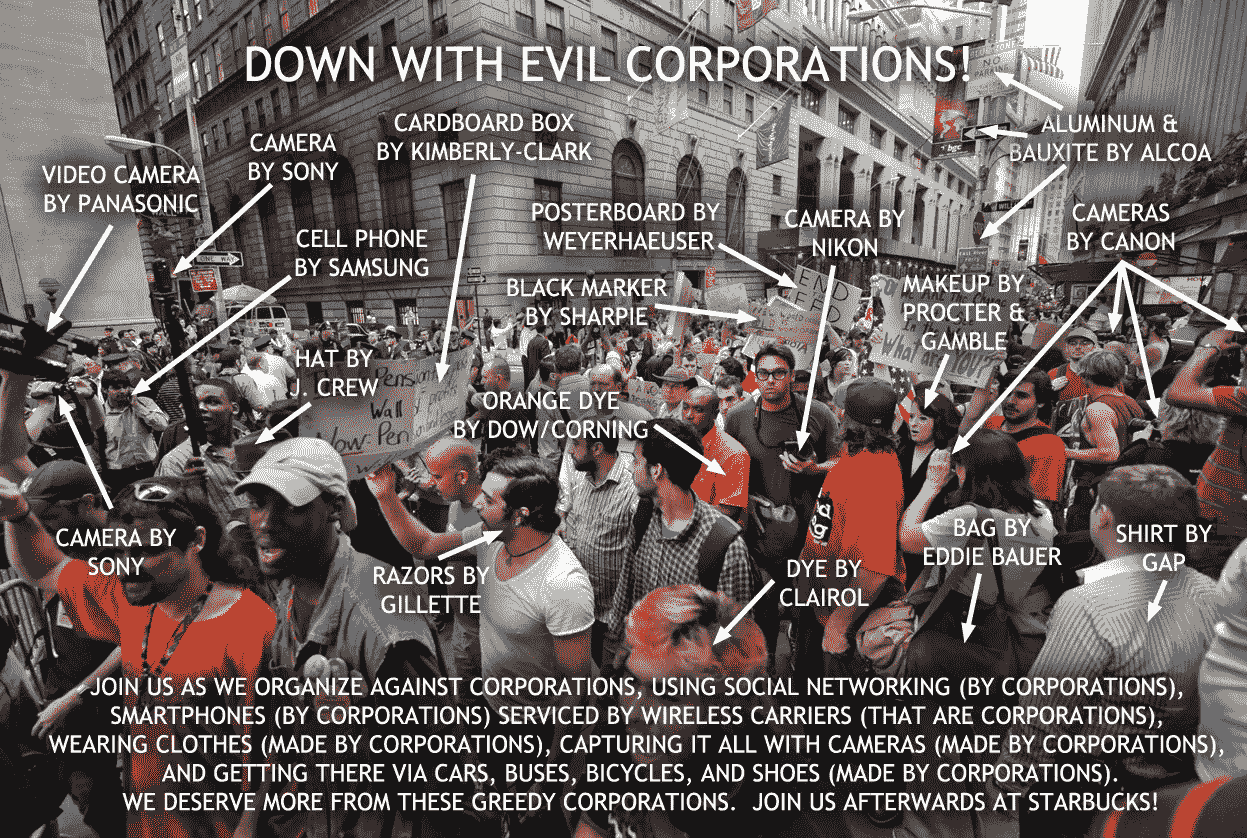 DOWN WITH EVIL CORPORATIONS!
NO
PARKING
CARDBOARD BOX
BY KIMBERLY-CLARK
CAMERA
BY SONY
ALUMINUM &
BAUXITE BY ALCOA
bgc
VIDEO CAMERA
BY PANASONIC
POSTERBOARD BY
WEYERHAEUSER
CAMERA BY
NIKON
CAMERAS
BY CANON
CELL PHONE
BY SAMSUNG
ONE WAY
BLACK MARKER
BY SHARPIE
MAKEUP BY
PROCTER &
GAMBLE
END
FED
What are
over
HAT BY
J. CREW
Pension
Wall
Now: Pen
ORANGE DYE
BY DOW/CORNING
CAMERA BY
SONY
RAZORS BY
GILLETTE
DYE BY
CLAIROL
BAG BY
EDDIE BAUER
SHIRT BY
GAP
JOIN US AS WE ORGANIZE AGAINST CORPORATIONS, USING SOCIAL NETWORKING (BY CORPORATIONS),
SMARTPHONES (BY CORPORATIONS) SERVICED BY WIRELESS CARRIERS (THAT ARE CORPORATIONS),
WEARING CLOTHES (MADE BY CORPORATIONS), CAPTURING IT ALL WITH CAMERAS (MADE BY CORPORATIONS),
AND GETTING THERE VIA CARS, BUSES, BICYCLES, AND SHOES (MADE BY CORPORATIONS).
WE DESERVE MORE FROM THESE GREEDY CORPORATIONS.  JOIN US AFTERWARDS AT STARBUCKS!